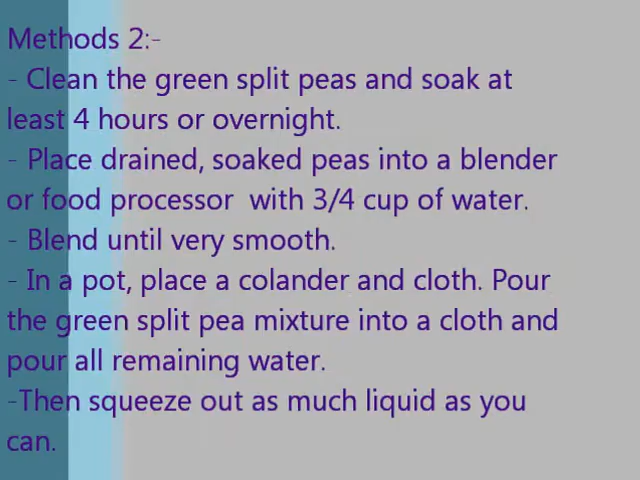 Methods 2:-
- Clean the green split peas and soak at
least 4 hours or overnight.
- Place drained, soaked peas into a blender
or food processor  with 3/4 cup of water.
- Blend until very smooth.
- In a pot, place a colander and cloth. Pour
the green split pea mixture into a cloth and
pour all remaining water.
-Then squeeze out as much liquid as you
can.